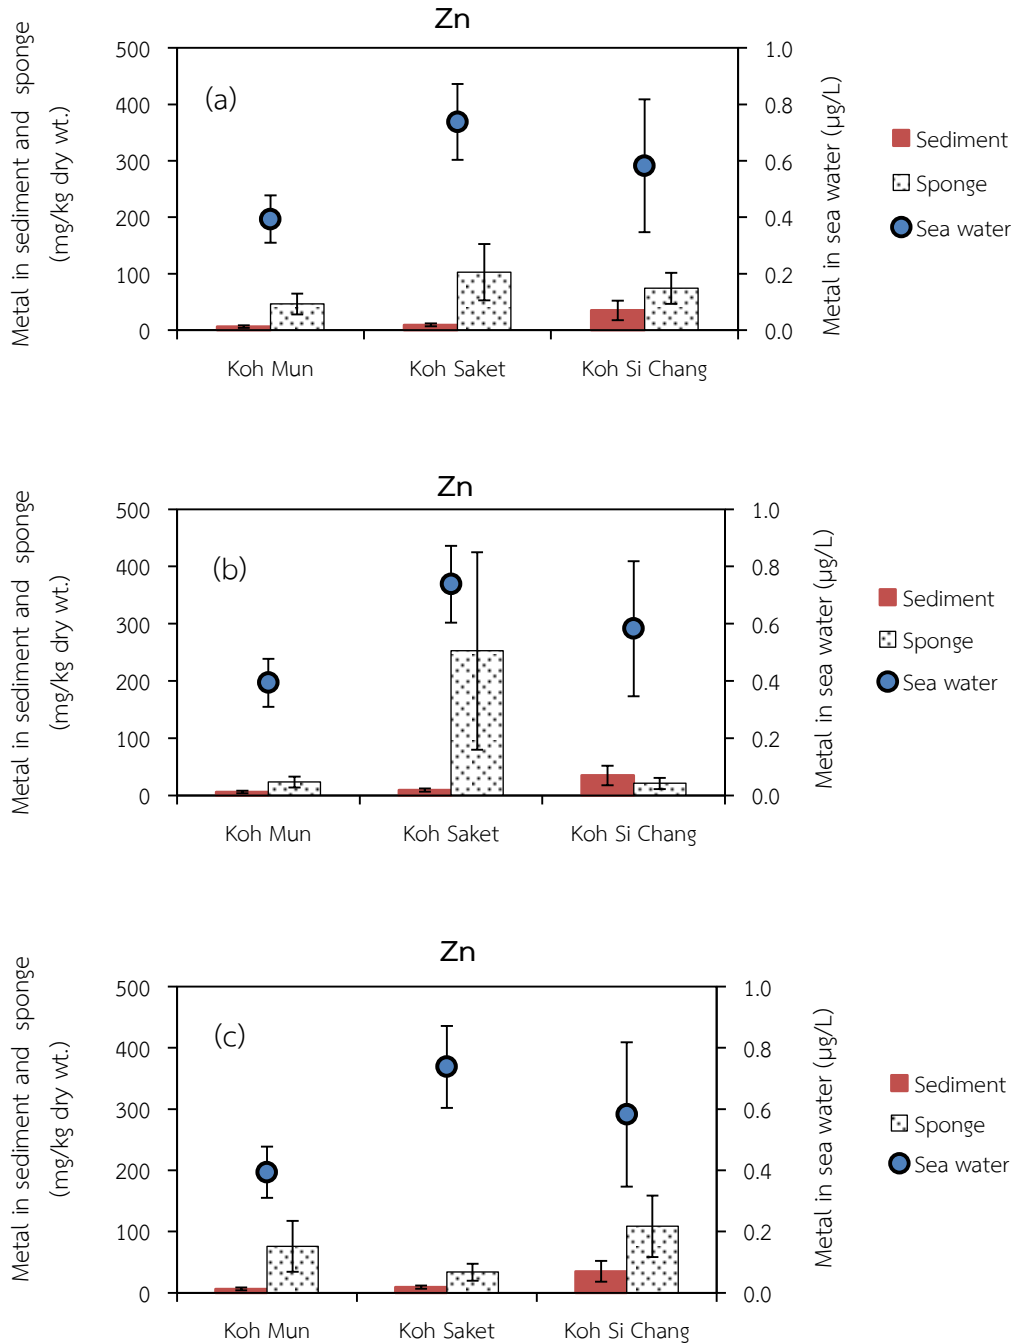 Zn
Metal in sediment and sponge
(mg/kg dry wt.)
500
400
300
200
100
0
(a)
1.0
0.8
0.6
0.4
0.2
0.0
Metal in sea water (µg/L)
Sediment
Sponge
Sea water
Koh Mun
Koh Saket
Koh Si Chang
Zn
Metal in sediment and sponge
(mg/kg dry wt.)
500
400
300
200
100
0
(b)
1.0
0.8
0.6
0.4
0.2
0.0
Metal in sea water (µg/L)
Sediment
Sponge
Sea water
Koh Mun
Koh Saket
Koh Si Chang
Zn
Metal in sediment and sponge
(mg/kg dry wt.)
500
400
300
200
100
0
(c)
1.0
0.8
0.6
0.4
0.2
0.0
Metal in sea water (µg/L)
Sediment
Sponge
Sea water
Koh Mun
Koh Saket
Koh Si Chang